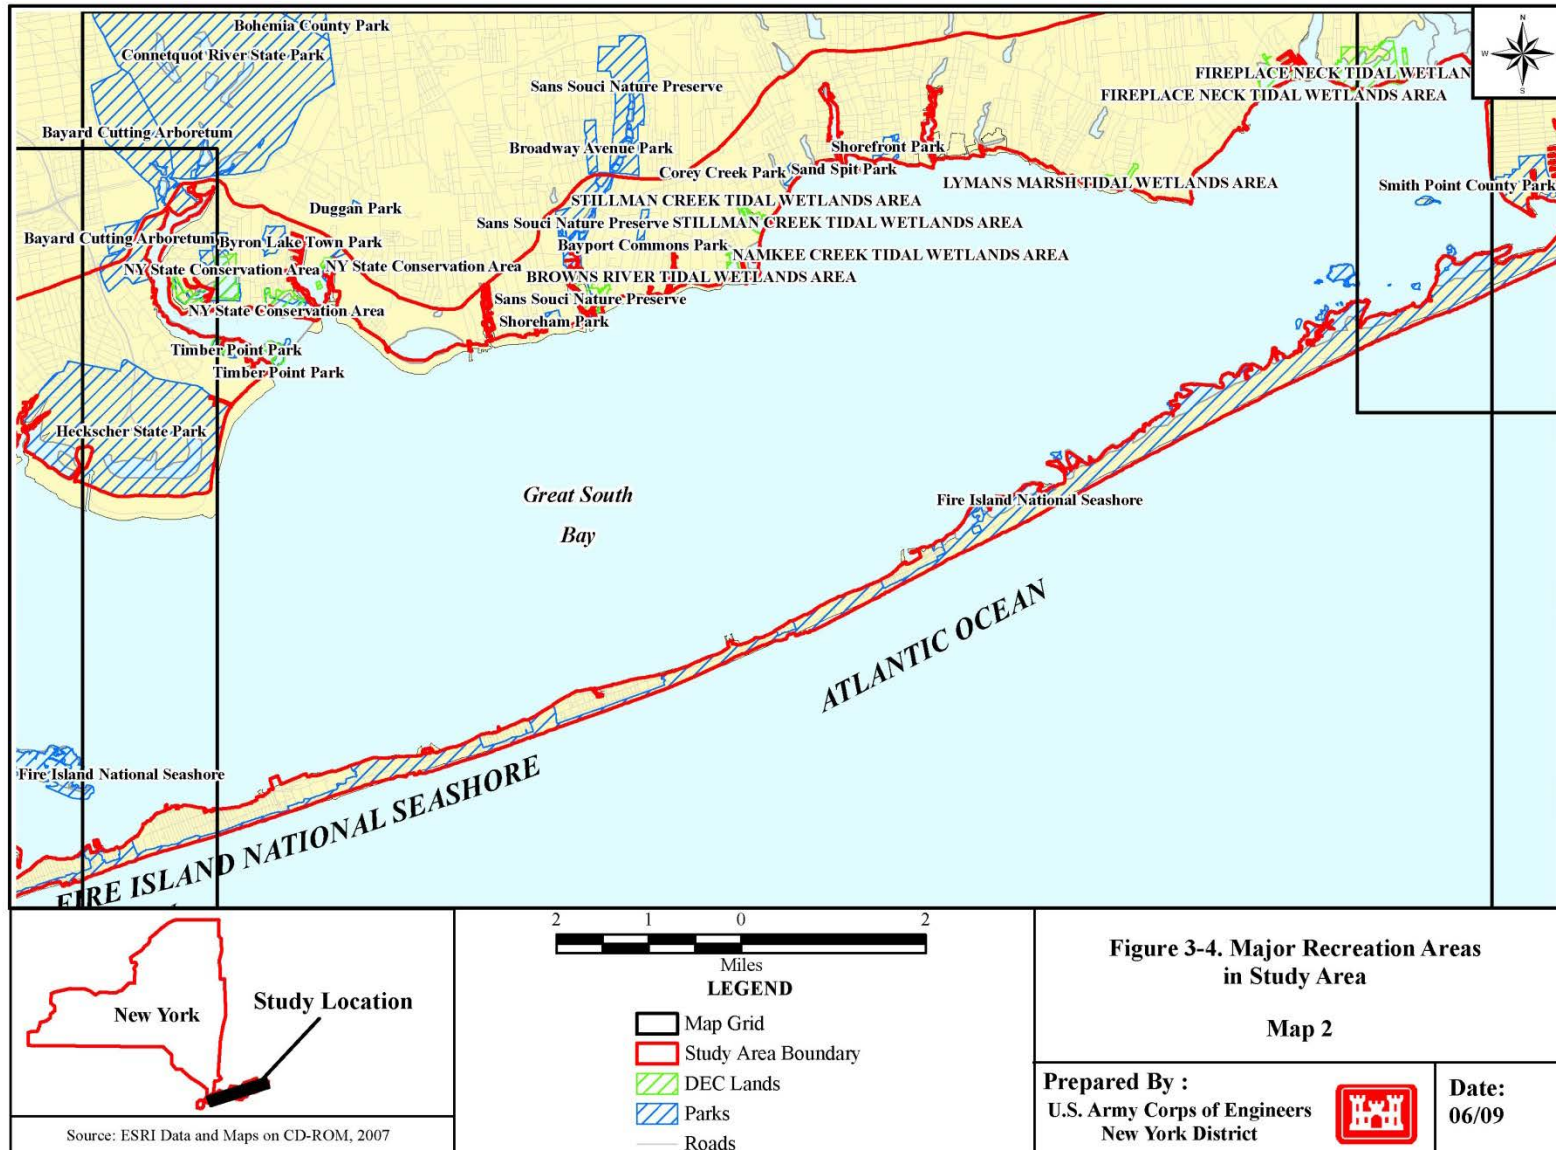 Bohemia County Park
Connetquot River State Park
Sans Souci Nature Preserve
FIREPLACE NECK TIDAL WETLAN
FIREPLACE NECK TIDAL WETLANDS AREA
N
W
S
Bayard Cutting Arboretum
Broadway Avenue Park
Shorefront Park
Corey Creek Park
Sand Spit Park
LYMANS MARSH TIDAL WETLANDS AREA
Smith Point County Park
STILLMAN CREEK TIDAL WETLANDS AREA
Duggan Park
Sans Souci Nature Preserve
STILLMAN CREEK TIDAL WETLANDS AREA
Bayard Cutting Arboretum
Byron Lake Town Park
Bayport Commons Park
NAMKEE CREEK TIDAL WETLANDS AREA
NY State Conservation Area
NY State Conservation Area
BROWNS RIVER TIDAL WETLANDS AREA
Sans Souci Nature Preserve
NY State Conservation Area
Shoreham Park
Timber Point Park
Timber Point Park
Heckscher State Park
Great South
Bay
Fire Island National Seashore
ATLANTIC OCEAN
Fire Island National Seashore
FIRE ISLAND NATIONAL SEASHORE
New York
Study Location
Source: ESRI Data and Maps on CD-ROM, 2007
2 1 0 2
Miles
LEGEND
Map Grid
Study Area Boundary
DEC Lands
Parks
Roads
Figure 3-4. Major Recreation Areas
in Study Area
Map 2
Prepared By :
U.S. Army Corps of Engineers
New York District
Date:
06/09